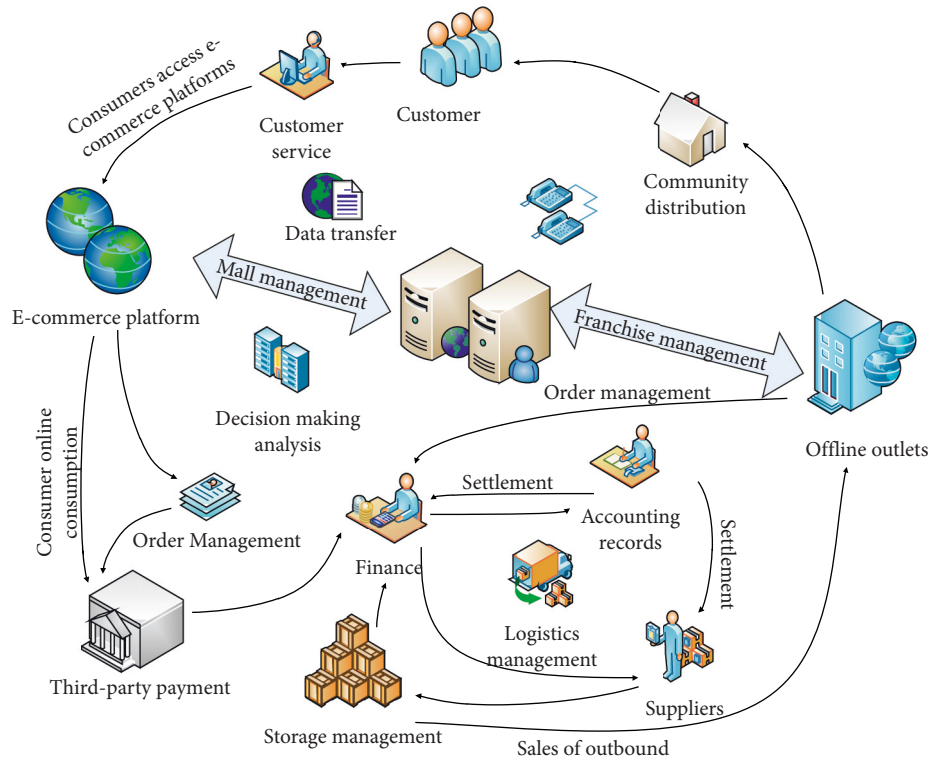 Consumers access e-
commerce platforms
Customer
service
Customer
Community
distribution
Data transfer
Mall management
E-commerce platform
Franchise management
Order management
Decision making
analysis
Offline outlets
Consumer online
consumption
Order Management
Settlement
Accounting
records
Settlement
Finance
Logistics
management
Third-party payment
Suppliers
Storage management
Sales of outbound